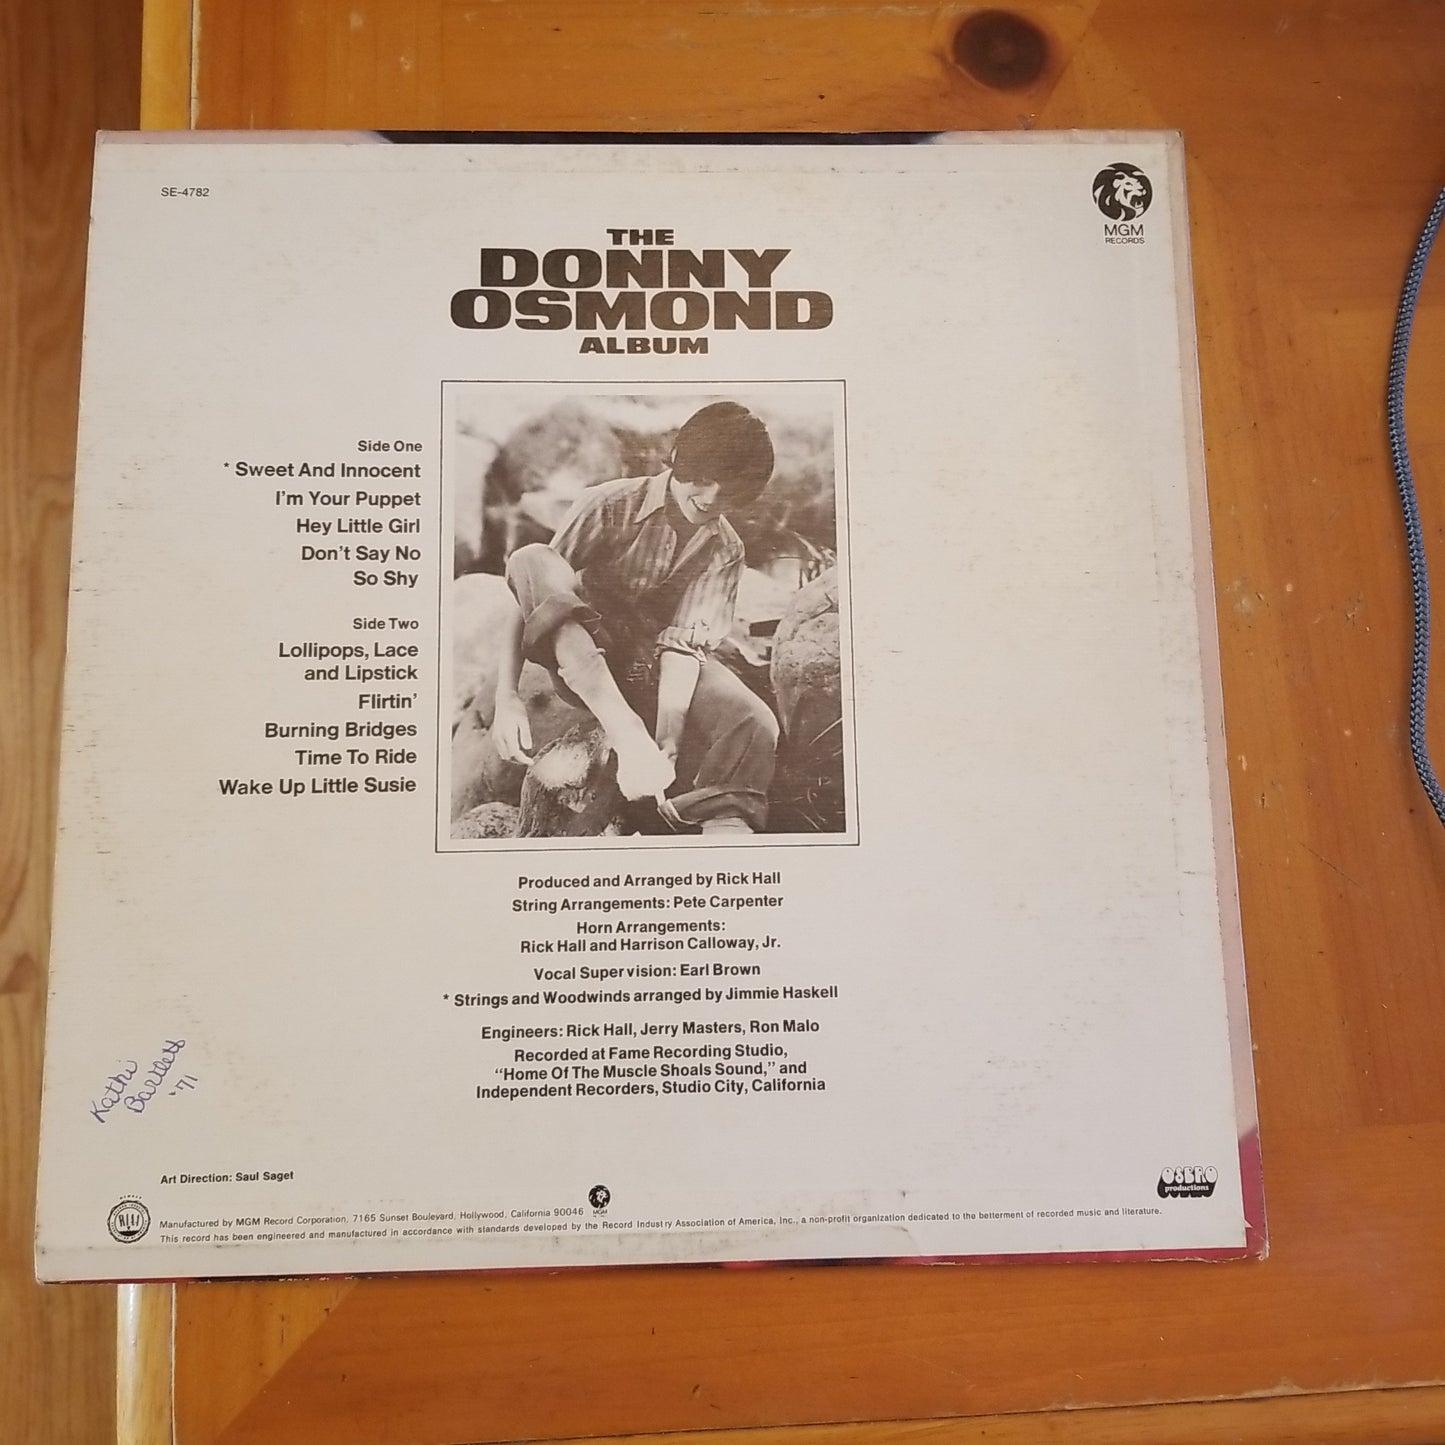 SE-4782
MGM
RECORDS
THE
DONNY
OSMOND
ALBUM
Side One
* Sweet And Innocent
I'm Your Puppet
Hey Little Girl
Don't Say No
So Shy
Side Two
Lollipops, Lace
and Lipstick
Flirtin'
Burning Bridges
Time To Ride
Wake Up Little Susie
Produced and Arranged by Rick Hall
String Arrangements: Pete Carpenter
Horn Arrangements:
Rick Hall and Harrison Calloway, Jr.
Vocal Supervision: Earl Brown
* Strings and Woodwinds arranged by Jimmie Haskell
Engineers: Rick Hall, Jerry Masters, Ron Malo
Recorded at Fame Recording Studio,
"Home Of The Muscle Shoals Sound," and
Independent Recorders, Studio City, California
Kathi
Bartlett
'71
Art Direction: Saul Saget
OSBRO
productions
MGM
Manufactured by MGM Record Corporation, 7165 Sunset Boulevard, Hollywood, California 90046
This record has been engineered and manufactured in accordance with standards developed by the Record Industry Association of America, Inc., a non-profit organization dedicated to the betterment of recorded music and literature.